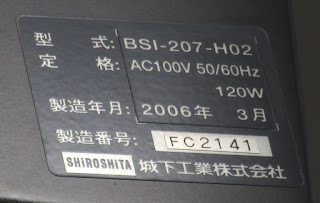 型 式: BSI-207-H02
定 格: AC100V 50/60Hz
120W
製造年月: 2006年 3月
製造番号: FC2141
SHIROSHITA 城下工業株式会社